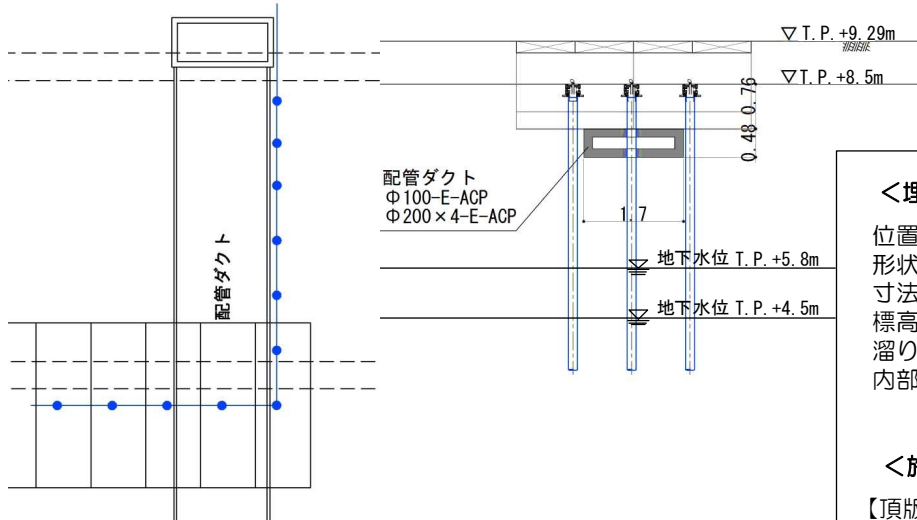 ▽ T.P.+9.29m
▽T.P.+8.5m
0.76
0.48
配管ダクト
Φ100-E-ACP
Φ200×4-E-ACP
1.7
配管ダクト
地下水位 T.P.+5.8m
地下水位 T.P.+4.5m
<埋
位置
形状
寸法
標高
溜り
内部
<施
【頂版